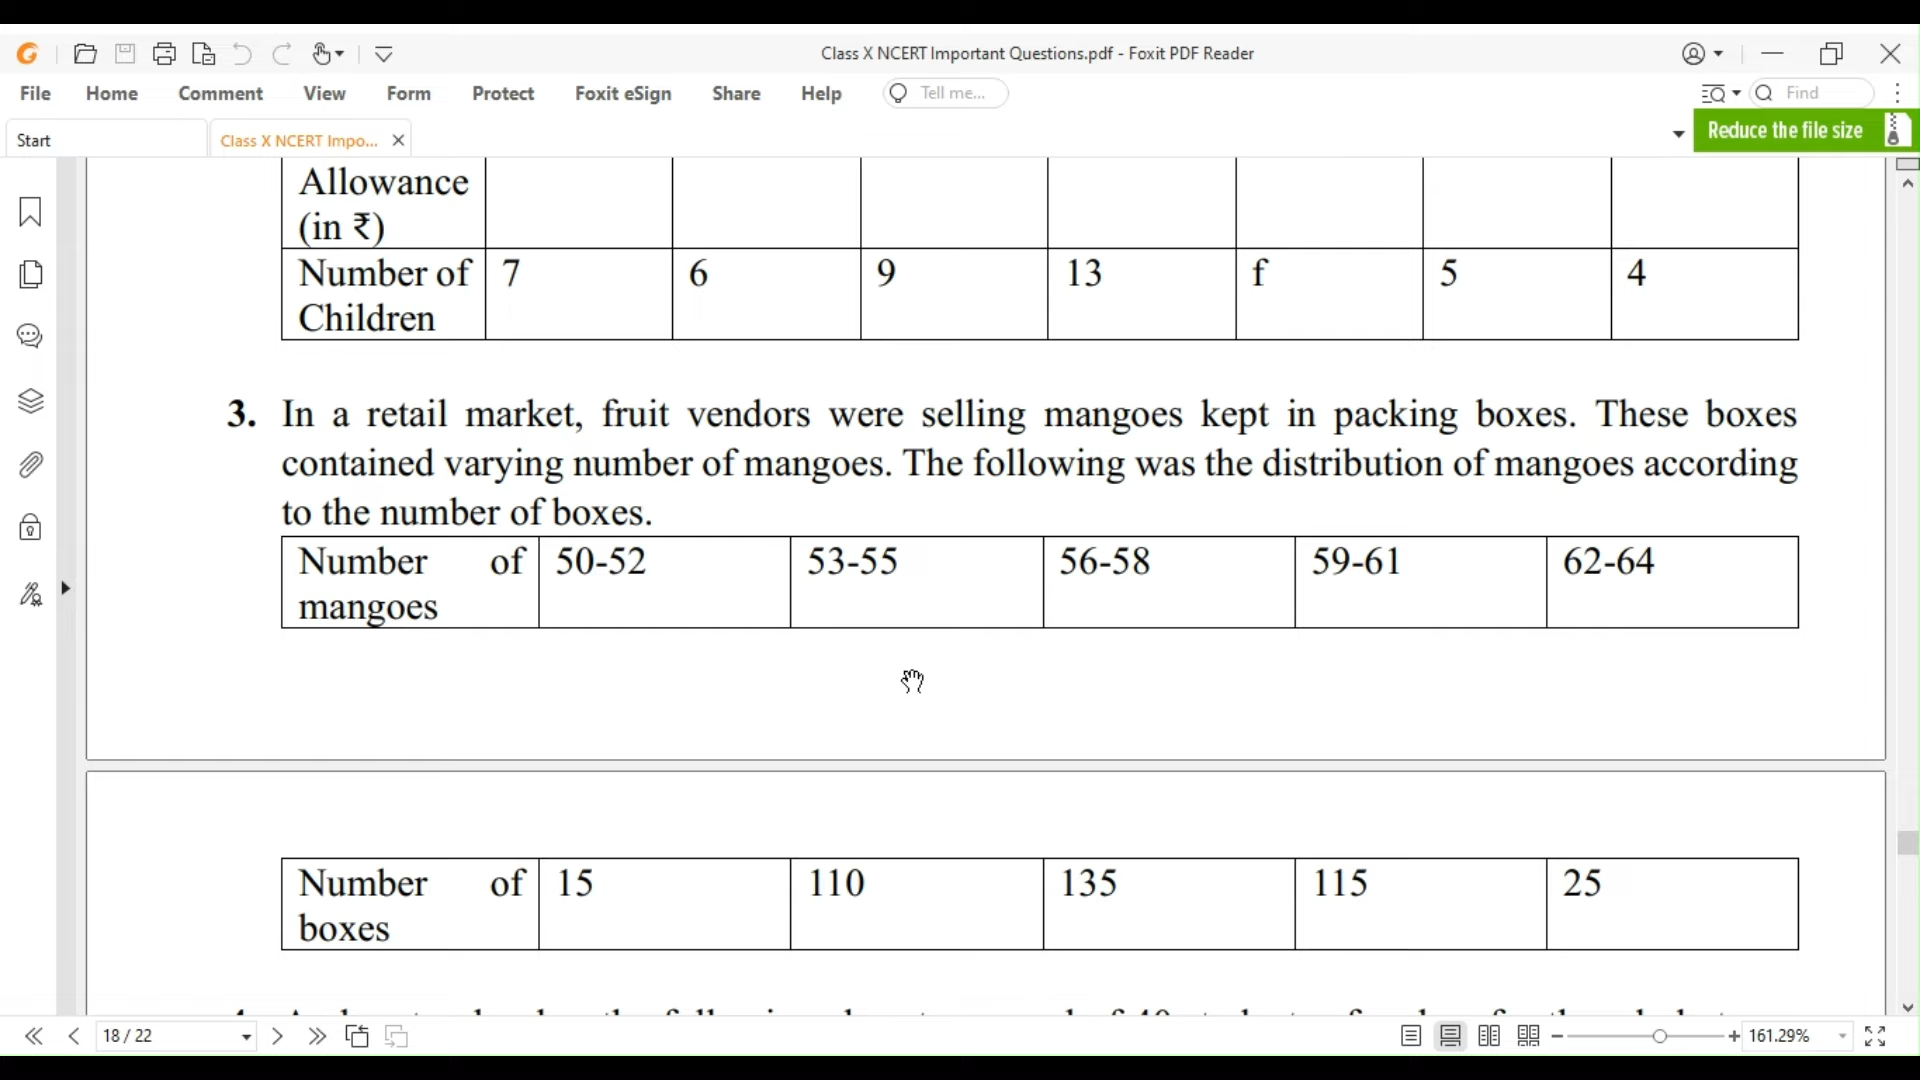 Class X NCERT Important Questions.pdf - Foxit PDF Reader
File Home Comment View Form Protect Foxit eSign Share Help Tell me... Find
Start Class X NCERT Impo... Reduce the file size
Allowance
(in ₹)
Number of 7 6 9 13 f 5 4
Children
3. In a retail market, fruit vendors were selling mangoes kept in packing boxes. These boxes
contained varying number of mangoes. The following was the distribution of mangoes according
to the number of boxes.
Number of 50-52 53-55 56-58 59-61 62-64
mangoes
Number of 15 110 135 115 25
boxes
18 / 22 161.29%